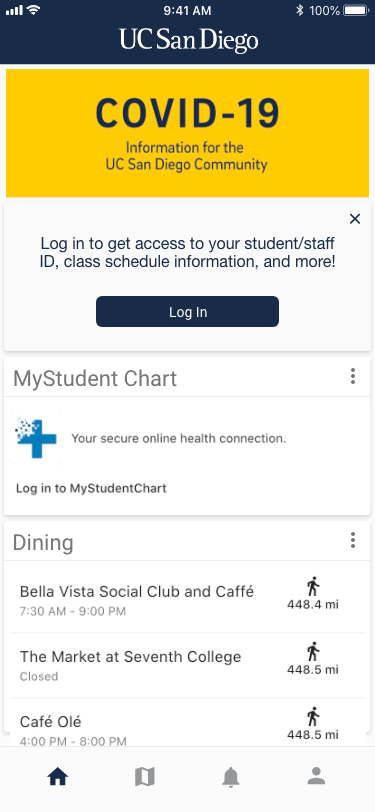 9:41 AM
100%
UC San Diego
COVID-19
Information for the
UC San Diego Community
Log in to get access to your student/staff
ID, class schedule information, and more!
Log In
MyStudent Chart
Your secure online health connection.
Log in to MyStudentChart
Dining
Bella Vista Social Club and Caffé
7:30 AM - 9:00 PM
448.4 mi
The Market at Seventh College
Closed
448.5 mi
Café Olé
4:00 PM - 8:00 PM
448.5 mi